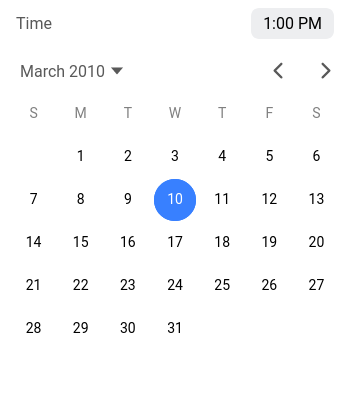 Time 1:00 PM
March 2010
S M T W T F S
1 2 3 4 5 6
7 8 9 10 11 12 13
14 15 16 17 18 19 20
21 22 23 24 25 26 27
28 29 30 31